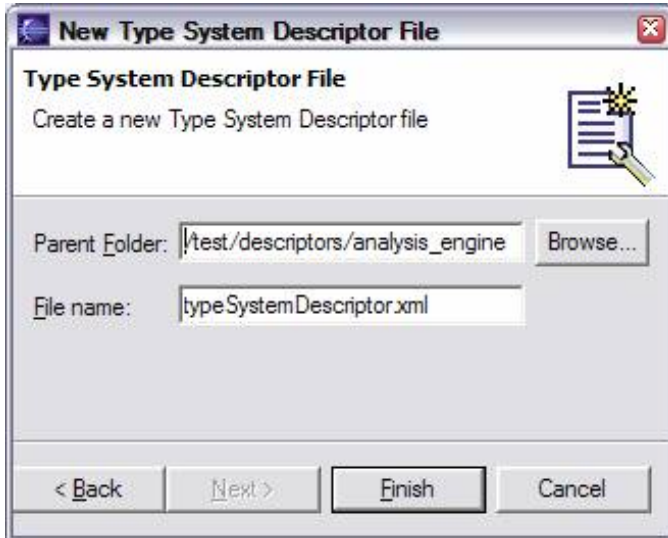 New Type System Descriptor File
Type System Descriptor File
Create a new Type System Descriptor file
Parent Folder: /test/descriptors/analysis_engine Browse...
File name: typeSystemDescriptor.xml
< Back Next > Finish Cancel